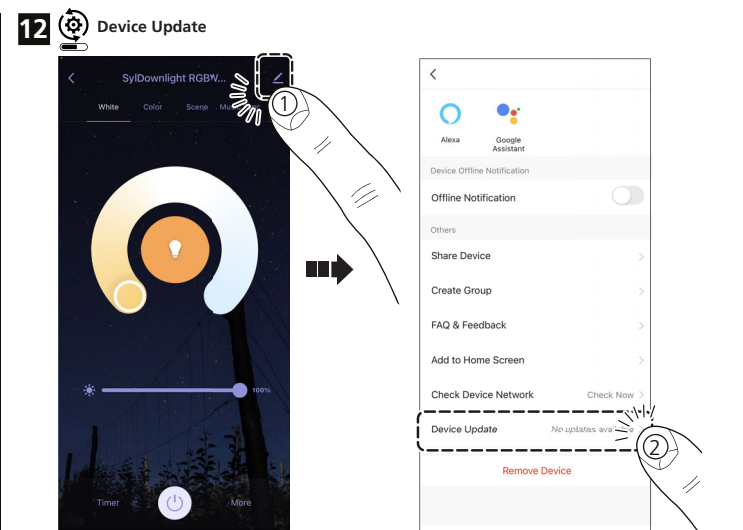 12 Device Update
SylDownlight RGBW...
White Color Scene
1
100%
Timer More
Alexa Google
Assistant
Device Offline Notification
Offline Notification
Others
Share Device
Create Group
FAQ & Feedback
Add to Home Screen
Check Device Network Check Now
Device Update No updates available
2
Remove Device